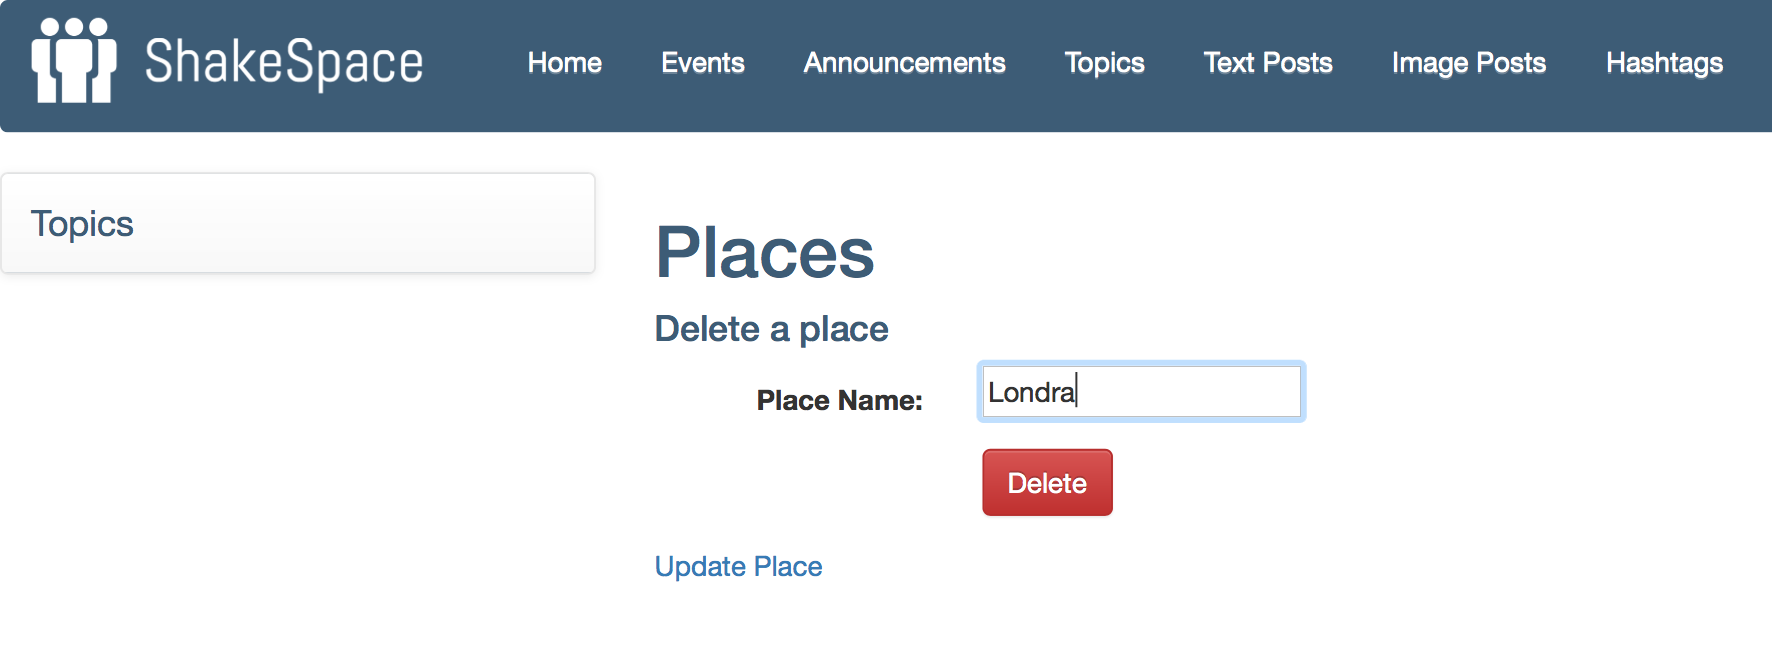 ShakeSpace Home Events Announcements Topics Text Posts Image Posts Hashtags
Topics
Places
Delete a place
Place Name: Londra
Delete
Update Place